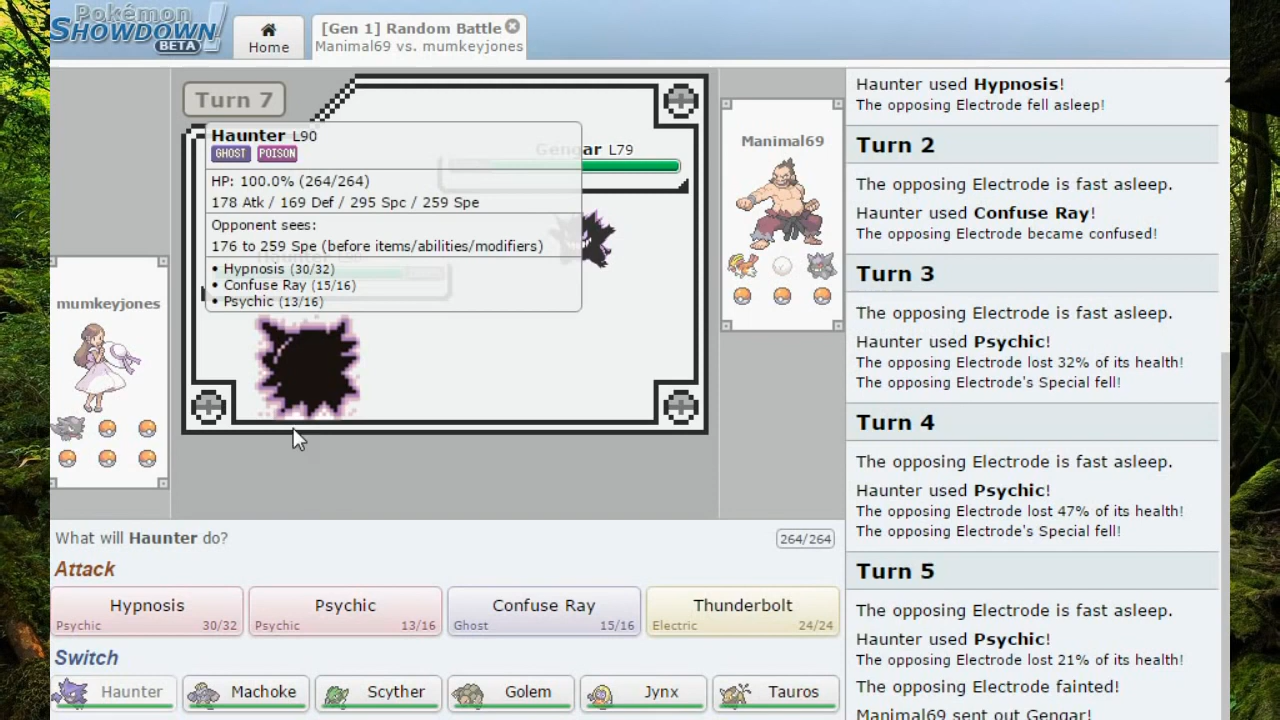 Pokémon
SHOWDOWN!
BETA
Home
[Gen 1] Random Battle
Manimal69 vs. mumkeyjones
Turn 7
Haunter L90
GHOST POISON
HP: 100.0% (264/264)
178 Atk / 169 Def / 295 Spc / 259 Spe
Opponent sees:
176 to 259 Spe (before items/abilities/modifiers)
• Hypnosis (30/32)
• Confuse Ray (15/16)
• Psychic (13/16)
Gengar L79
Manimal69
mumkeyjones
What will Haunter do?
264/264
Attack
Hypnosis
Psychic 30/32
Psychic
Psychic 13/16
Confuse Ray
Ghost 15/16
Thunderbolt
Electric 24/24
Switch
Haunter Machoke Scyther Golem Jynx Tauros
Haunter used Hypnosis!
The opposing Electrode fell asleep!
Turn 2
The opposing Electrode is fast asleep.
Haunter used Confuse Ray!
The opposing Electrode became confused!
Turn 3
The opposing Electrode is fast asleep.
Haunter used Psychic!
The opposing Electrode lost 32% of its health!
The opposing Electrode's Special fell!
Turn 4
The opposing Electrode is fast asleep.
Haunter used Psychic!
The opposing Electrode lost 47% of its health!
The opposing Electrode's Special fell!
Turn 5
The opposing Electrode is fast asleep.
Haunter used Psychic!
The opposing Electrode lost 21% of its health!
The opposing Electrode fainted!
Manimal69 sent out Gengar!